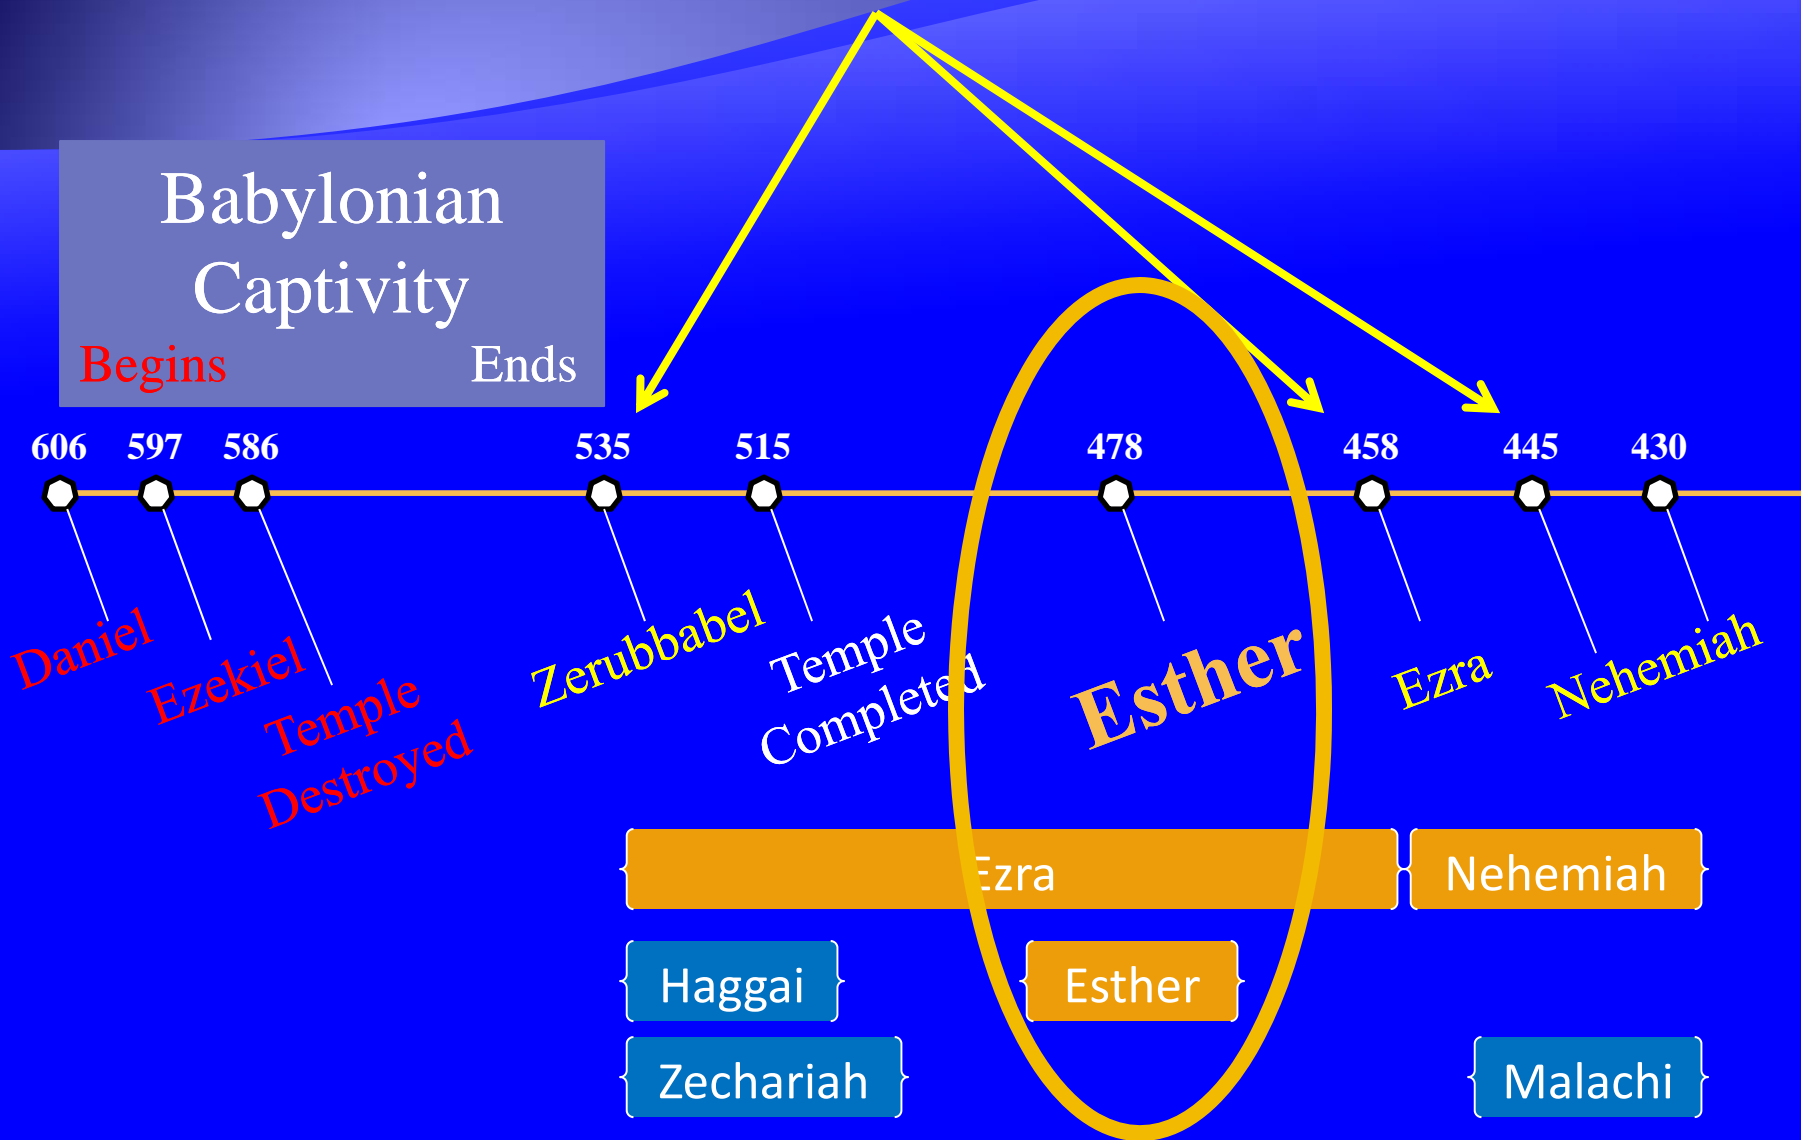 Babylonian
Captivity
Begins Ends
606 597 586 535 515 478 458 445 430
Daniel
Ezekiel
Temple
Destroyed
Zerubbabel
Temple
Completed
Esther
Ezra
Nehemiah
Ezra Nehemiah
Haggai Esther
Zechariah Malachi